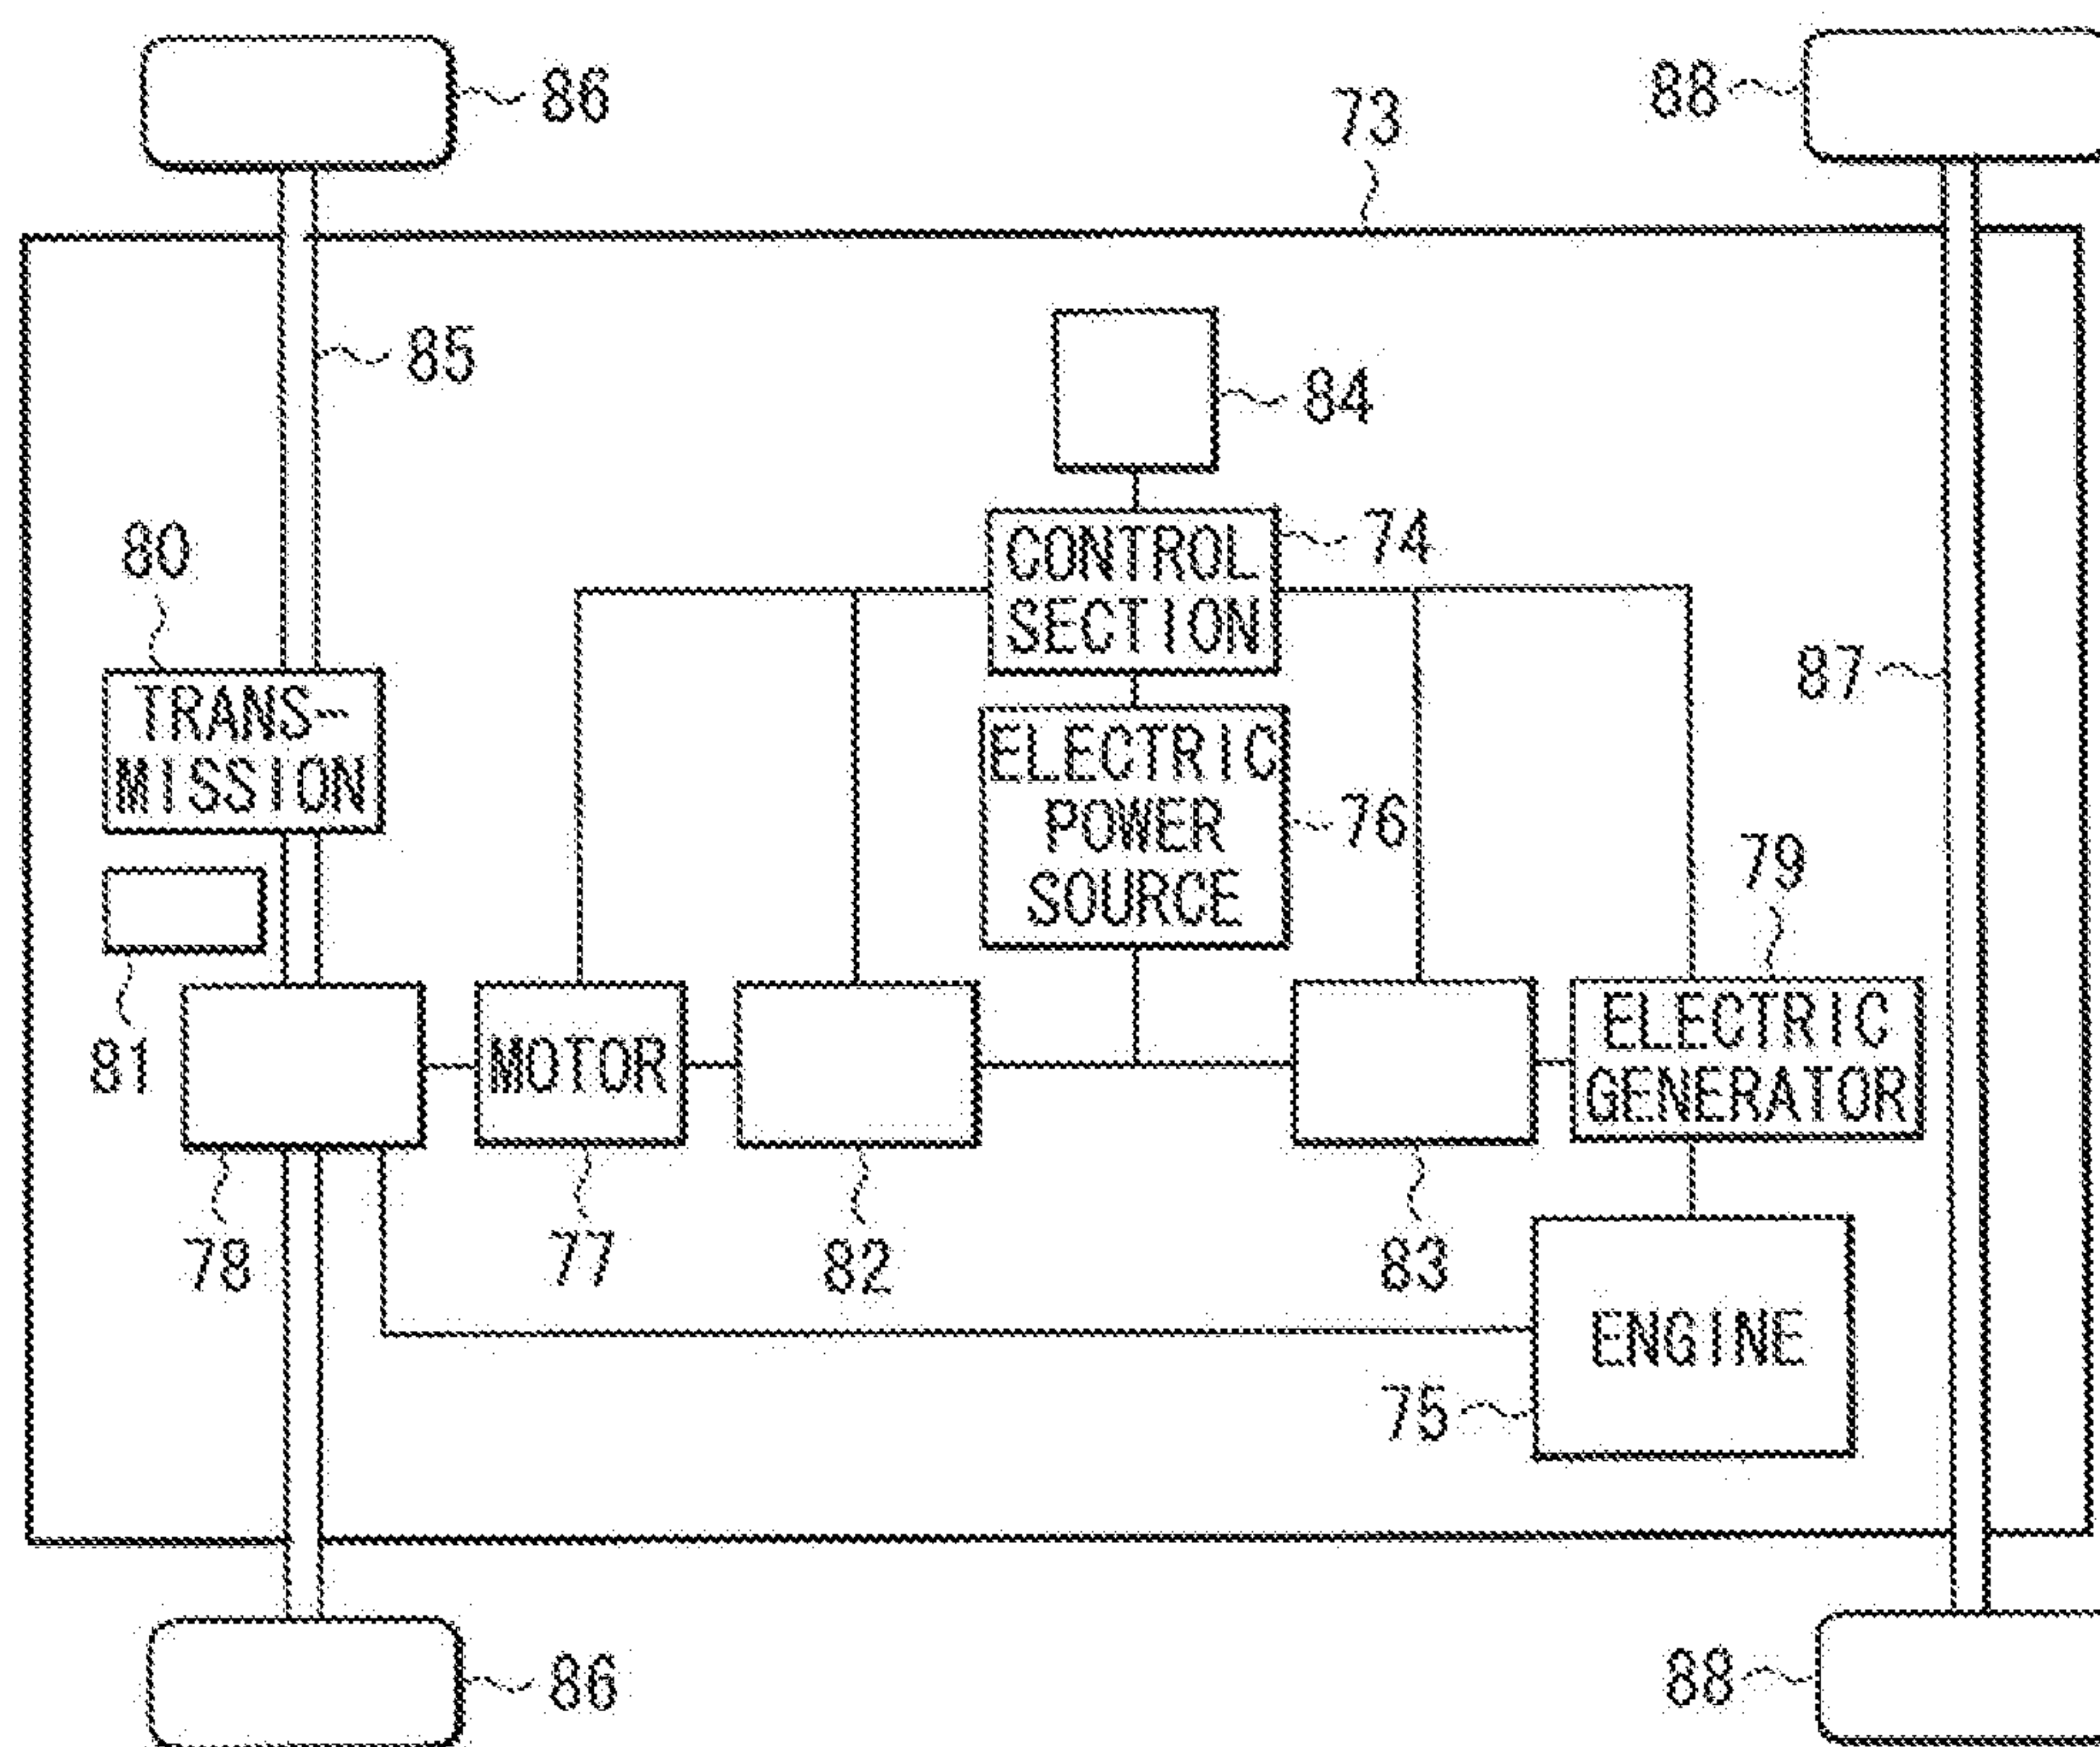 86
88
73
85
84
80
CONTROL
SECTION
74
87
TRANS-
MISSION
ELECTRIC
POWER
SOURCE
76
79
81
MOTOR
ELECTRIC
GENERATOR
78
77
82
83
ENGINE
75
86
88